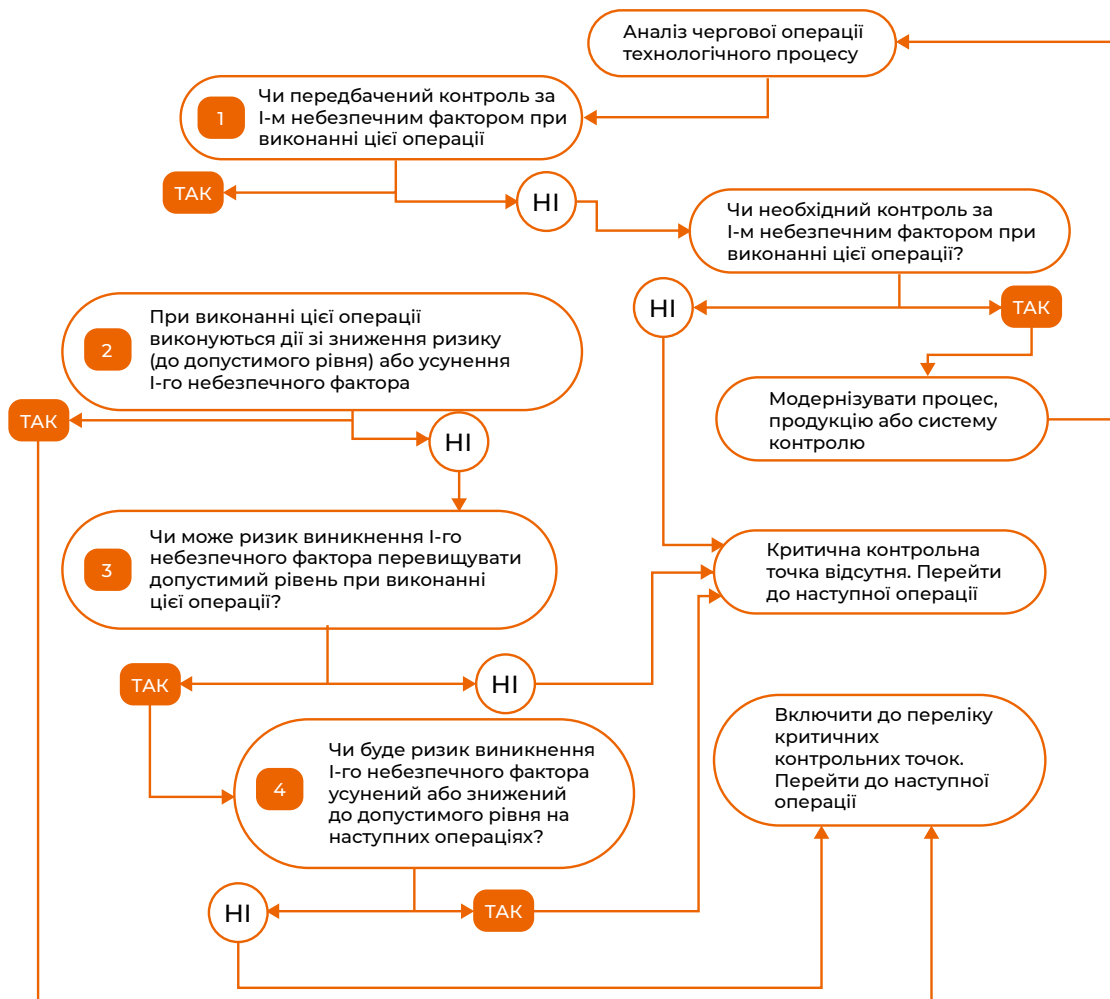 Аналіз чергової операції
технологічного процесу
1
Чи передбачений контроль за
І-м небезпечним фактором при
виконанні цієї операції
ТАК
НІ
Чи необхідний контроль за
І-м небезпечним фактором при
виконанні цієї операції?
НІ
ТАК
2
При виконанні цієї операції
виконуються дії зі зниження ризику
(до допустимого рівня) або усунення
І-го небезпечного фактора
ТАК
НІ
Модернізувати процес,
продукцію або систему
контролю
3
Чи може ризик виникнення І-го
небезпечного фактора перевищувати
допустимий рівень при виконанні
цієї операції?
Критична контрольна
точка відсутня. Перейти
до наступної операції
ТАК
НІ
4
Чи буде ризик виникнення
І-го небезпечного фактора
усунений або знижений
до допустимого рівня на
наступних операціях?
Включити до переліку
критичних
контрольних точок.
Перейти до наступної
операції
НІ
ТАК